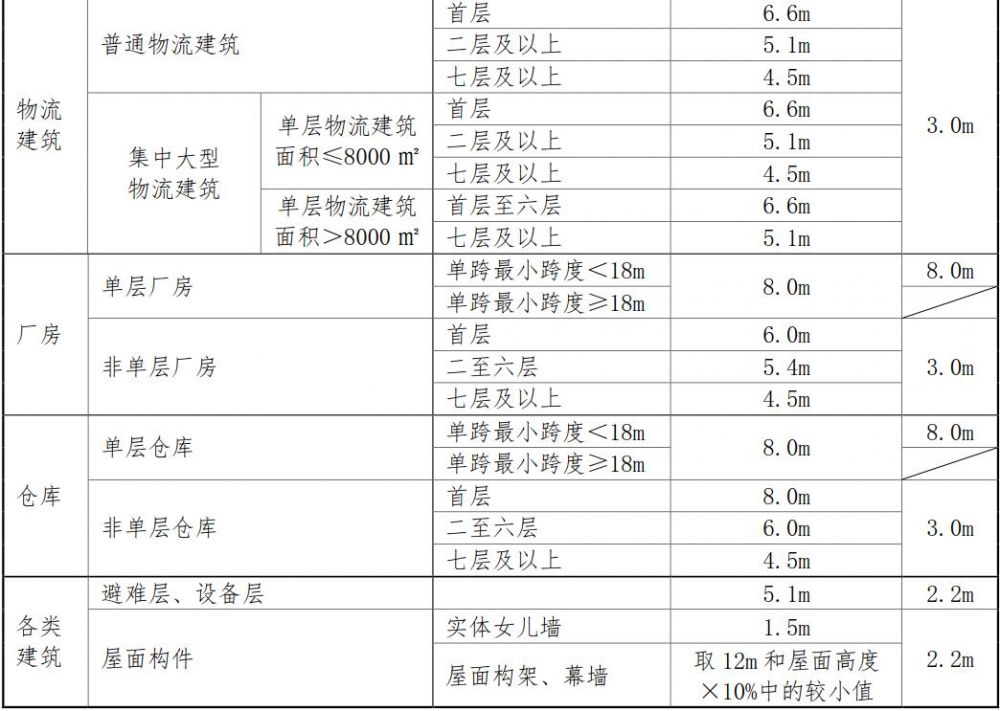 物流
建筑
普通物流建筑
首层
6.6m
3.0m
二层及以上
5.1m
七层及以上
4.5m
集中大型
物流建筑
单层物流建筑
面积≤8000 ㎡
首层
6.6m
二层及以上
5.1m
七层及以上
4.5m
单层物流建筑
面积＞8000 ㎡
首层至六层
6.6m
七层及以上
5.1m
厂房
单层厂房
单跨最小跨度＜18m
8.0m
8.0m
单跨最小跨度≥18m
非单层厂房
首层
6.0m
3.0m
二至六层
5.4m
七层及以上
4.5m
仓库
单层仓库
单跨最小跨度＜18m
8.0m
8.0m
单跨最小跨度≥18m
非单层仓库
首层
8.0m
3.0m
二至六层
6.0m
七层及以上
4.5m
各类
建筑
避难层、设备层
5.1m
2.2m
屋面构件
实体女儿墙
1.5m
2.2m
屋面构架、幕墙
取 12m 和屋面高度
×10%中的较小值